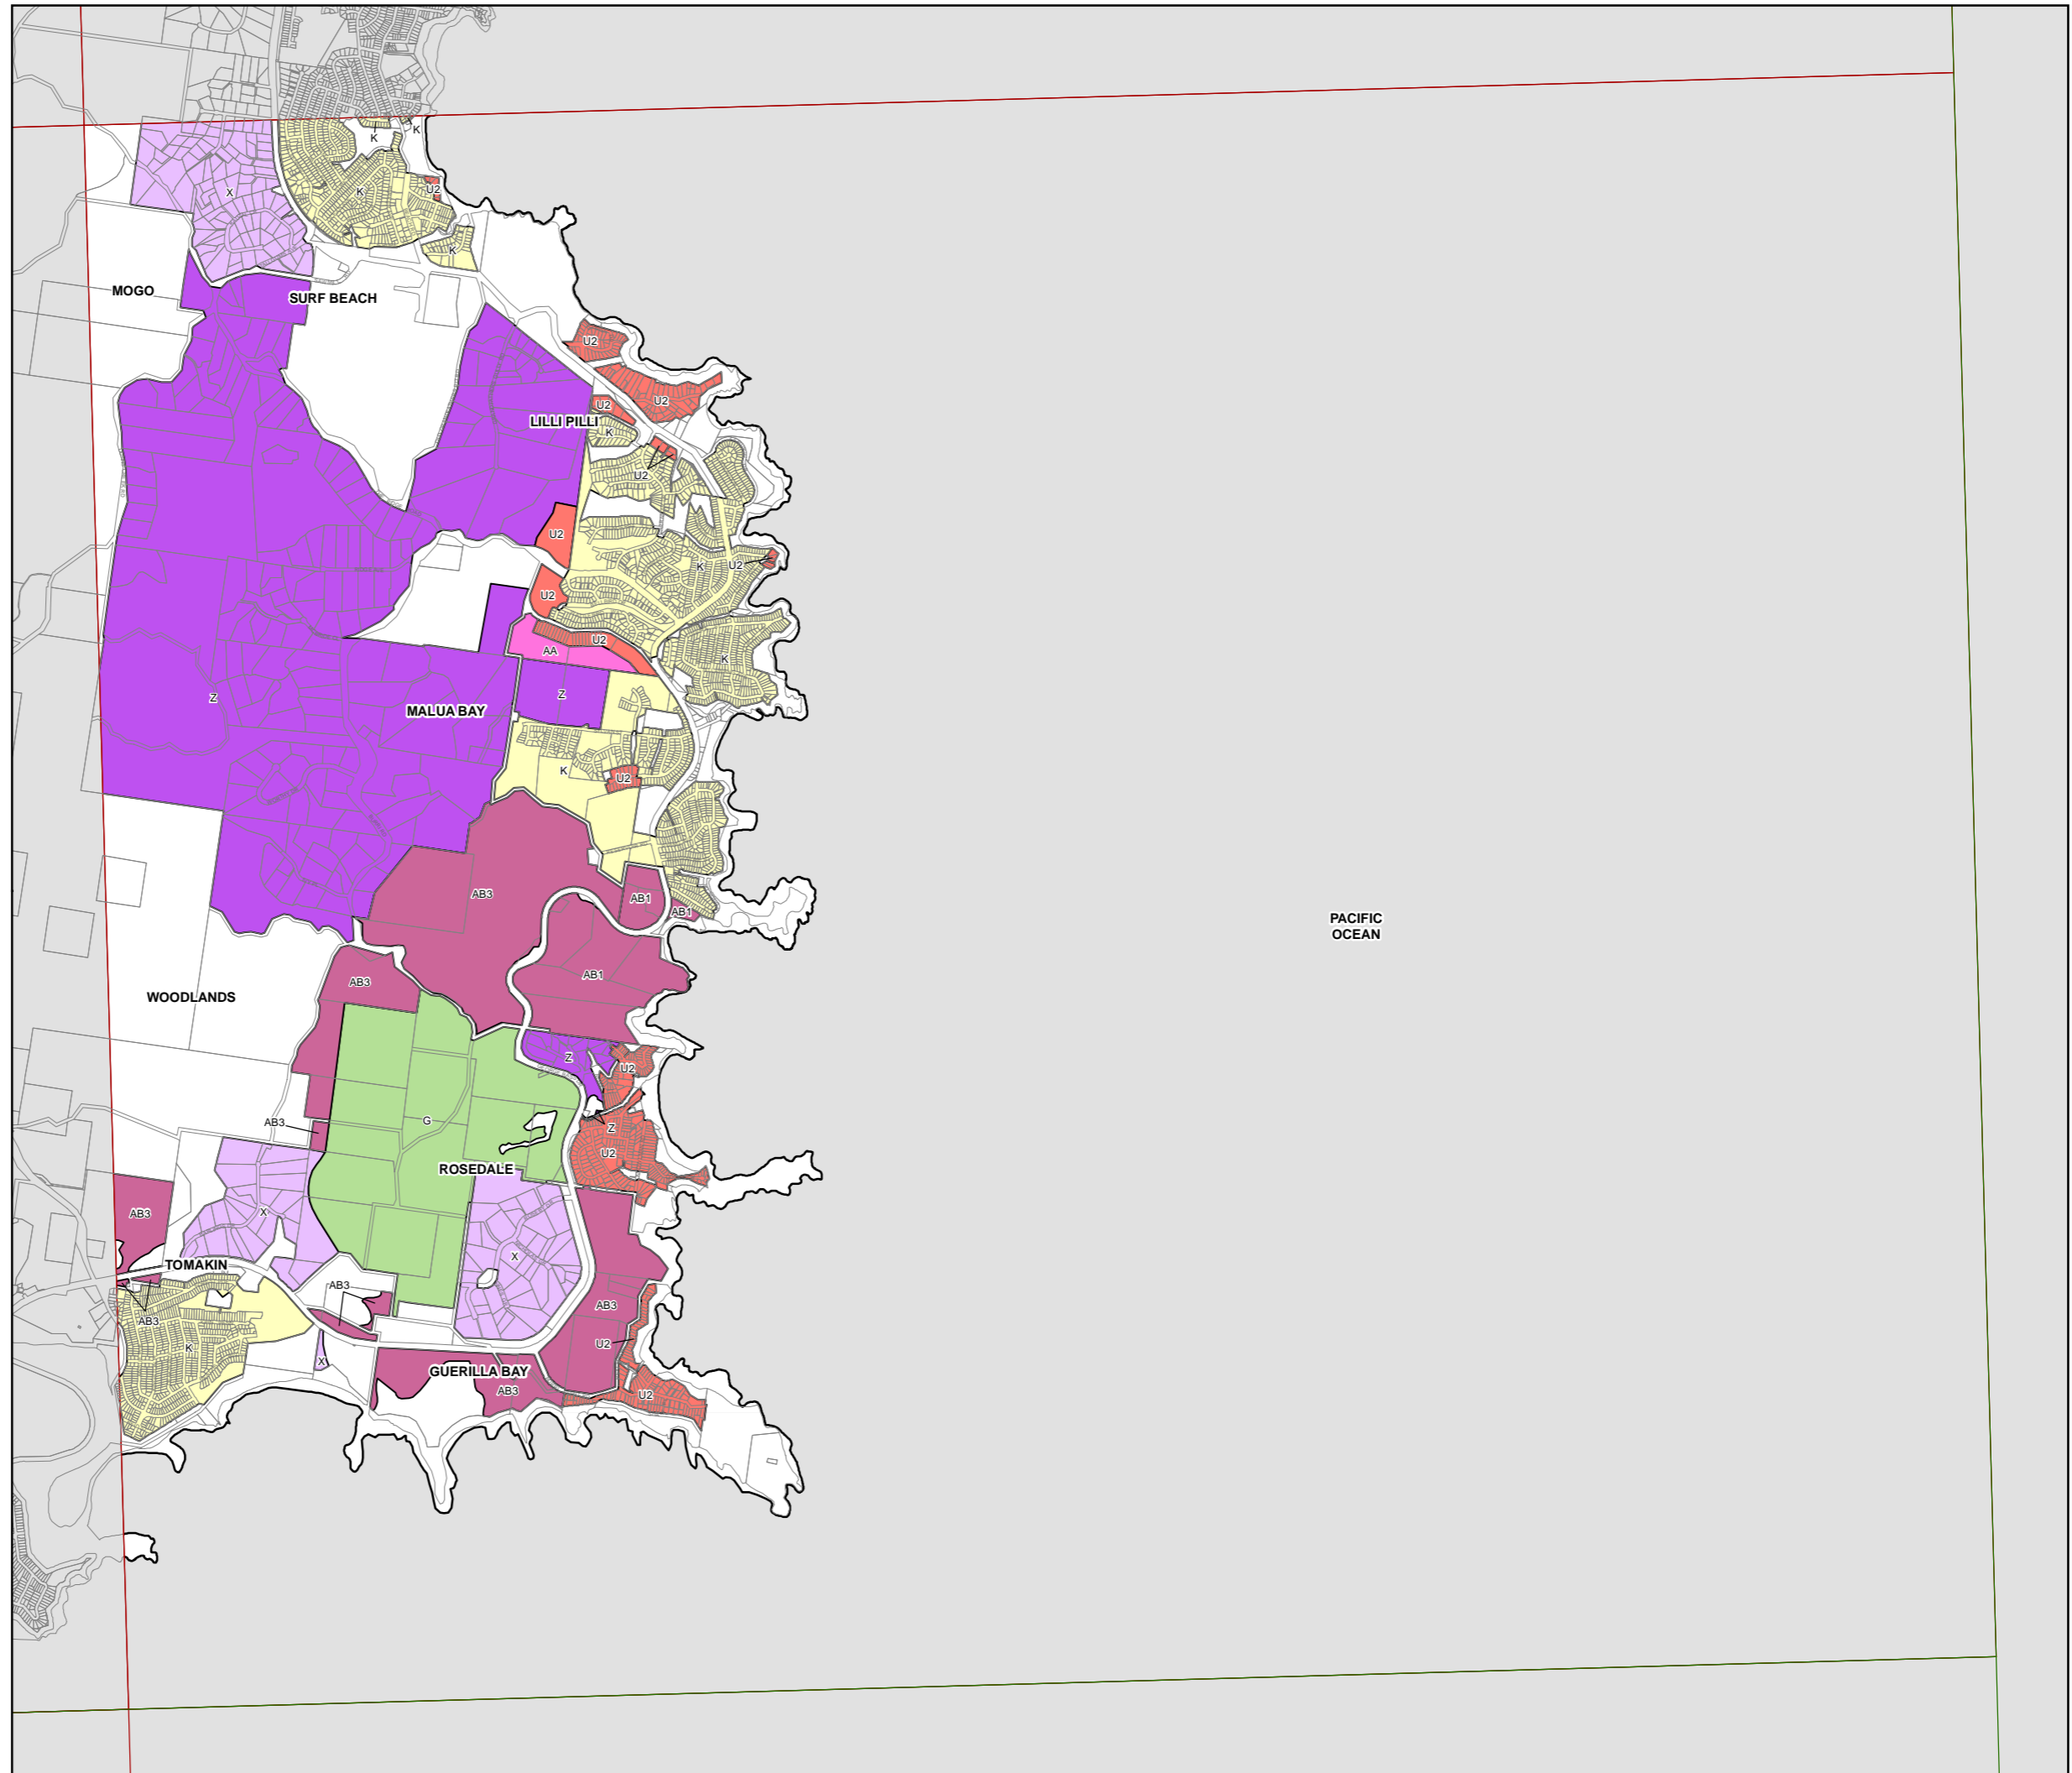 K
K
X
K
U2
K
MOGO
SURF BEACH
U2
U2
U2
LILLI PILLI
K
U2
U2
K
U2
U2
U2
AA
K
Z
Z
MALUA BAY
K
U2
AB3
AB1
AB1
PACIFIC
OCEAN
AB1
AB3
WOODLANDS
Z
U2
G
AB3
Z
U2
ROSEDALE
X
AB3
X
TOMAKIN
AB3
AB3
AB3
U2
K
X
GUERILLA BAY
AB3
U2